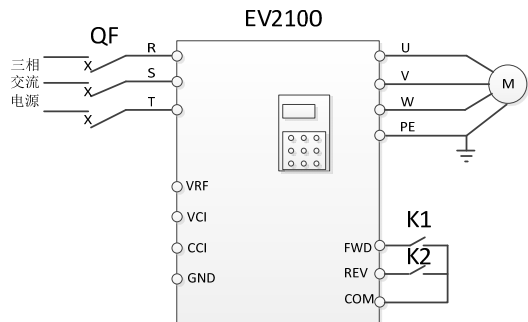 EV2100
QF
三相
交流
电源
R
S
T
U
V
W
PE
M
VRF
VCI
CCI
GND
FWD
REV
COM
K1
K2